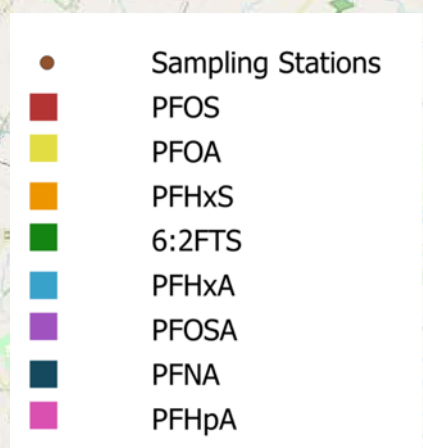 Sampling Stations
PFOS
PFOA
PFHxS
6:2FTS
PFHxA
PFOSA
PFNA
PFHpA